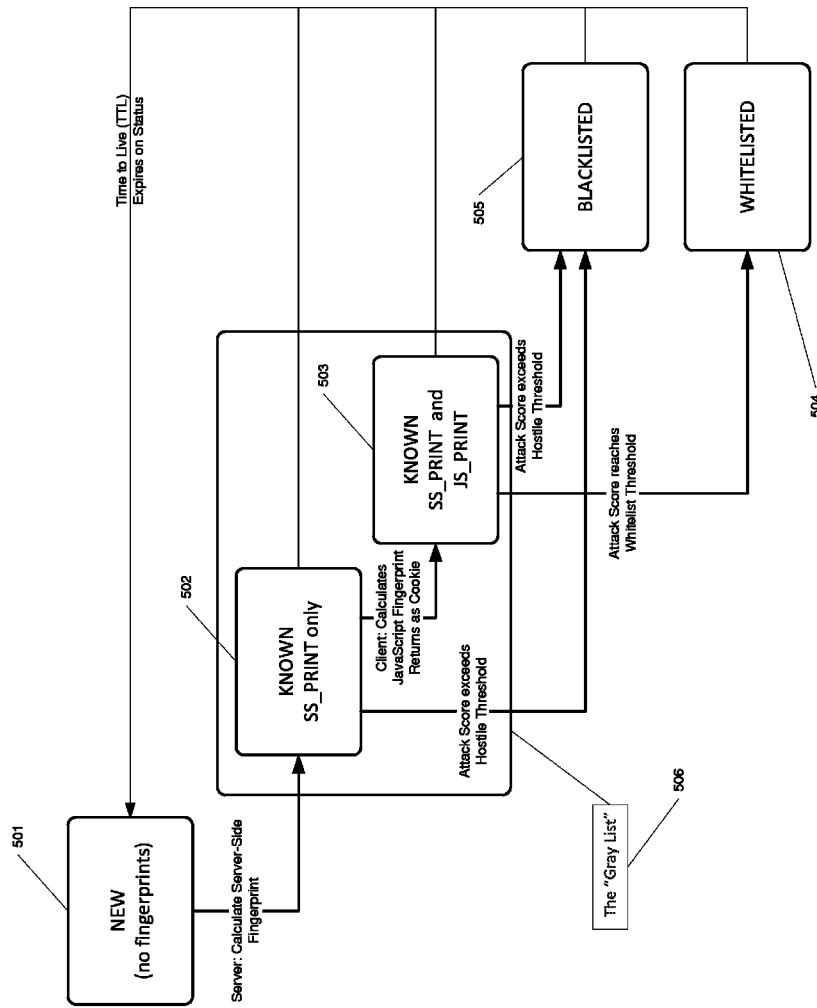 501
NEW
(no fingerprints)
Server: Calculate Server-Side
Fingerprint
Time to Live (TTL)
Expires on Status
502
KNOWN
SS_PRINT only
Client: Calculates
JavaScript Fingerprint
Returns as Cookie
Attack Score exceeds
Hostile Threshold
503
KNOWN
SS_PRINT and
JS_PRINT
Attack Score exceeds
Hostile Threshold
Attack Score reaches
Whitelist Threshold
505
BLACKLISTED
WHITELISTED
504
The "Gray List"
506